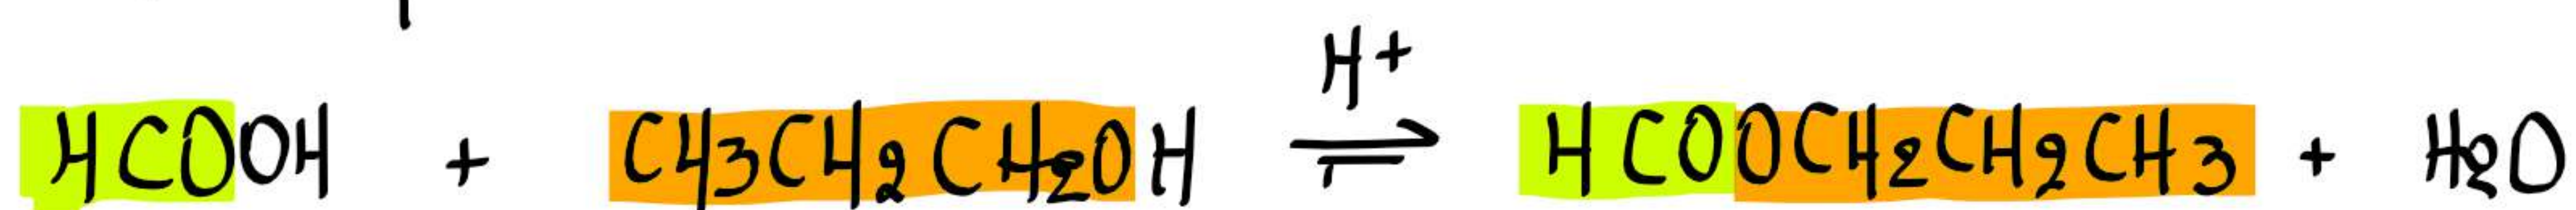 H+
HCOOH + CH3CH2CH2OH ⇌ HCOOCH2CH2CH3 + H2O